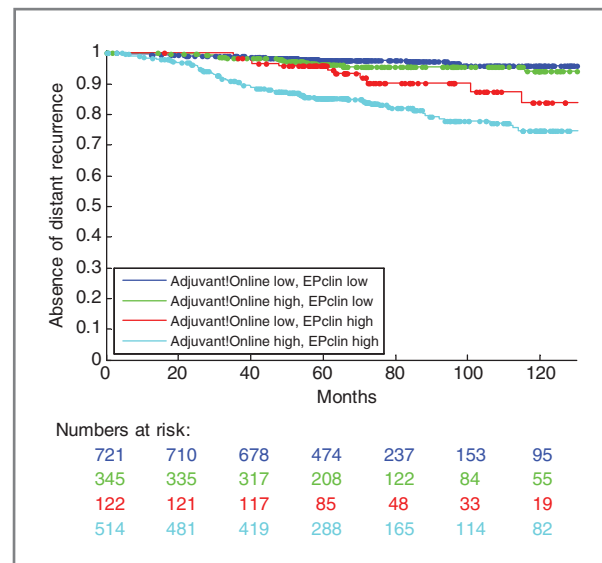 1
0.9
0.8
0.7
0.6
0.5
0.4
0.3
0.2
0.1
0
Absence of distant recurrence
Adjuvant!Online low, EPclin low
Adjuvant!Online high, EPclin low
Adjuvant!Online low, EPclin high
Adjuvant!Online high, EPclin high
0 20 40 60 80 100 120
Months
Numbers at risk:
721 710 678 474 237 153 95
345 335 317 208 122 84 55
122 121 117 85 48 33 19
514 481 419 288 165 114 82